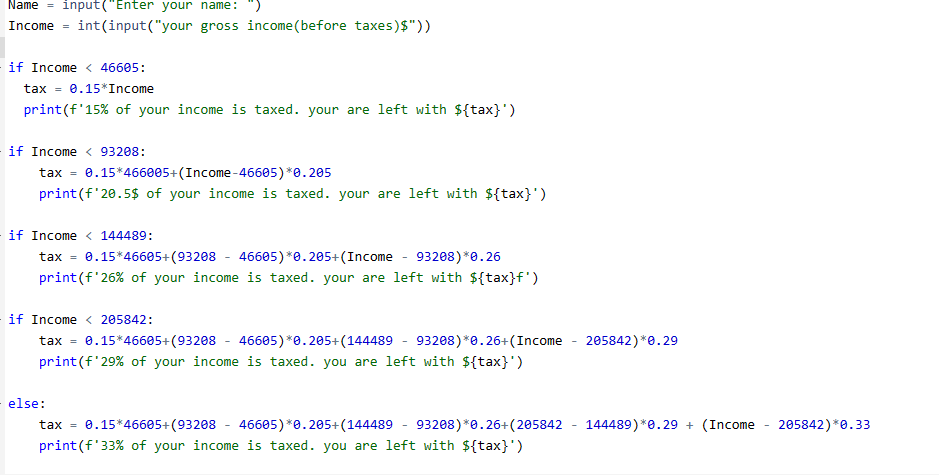 Name = input("Enter your name: ")
Income = int(input("your gross income(before taxes)$"))
if Income < 46605:
tax = 0.15*Income
print(f'15% of your income is taxed. your are left with ${tax}')
if Income < 93208:
tax = 0.15*466005+(Income-46605)*0.205
print(f'20.5$ of your income is taxed. your are left with ${tax}')
if Income < 144489:
tax = 0.15*46605+(93208 - 46605)*0.205+(Income - 93208)*0.26
print(f'26% of your income is taxed. your are left with ${tax}f')
if Income < 205842:
tax = 0.15*46605+(93208 - 46605)*0.205+(144489 - 93208)*0.26+(Income - 205842)*0.29
print(f'29% of your income is taxed. you are left with ${tax}')
else:
tax = 0.15*46605+(93208 - 46605)*0.205+(144489 - 93208)*0.26+(205842 - 144489)*0.29 + (Income - 205842)*0.33
print(f'33% of your income is taxed. you are left with ${tax}')